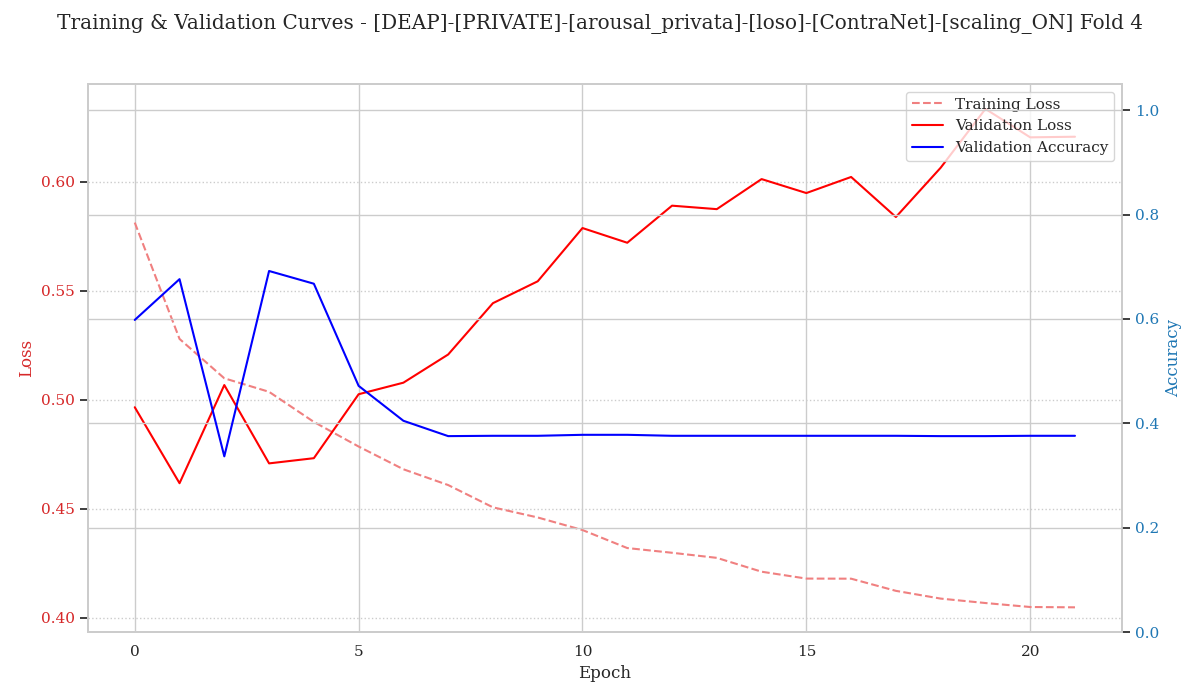 Training & Validation Curves - [DEAP]-[PRIVATE]-[arousal_privata]-[loso]-[ContraNet]-[scaling_ON] Fold 4
Training Loss
Validation Loss
Validation Accuracy
0.60
0.55
0.50
0.45
0.40
Loss
1.0
0.8
0.6
0.4
0.2
0.0
Accuracy
0
5
10
15
20
Epoch